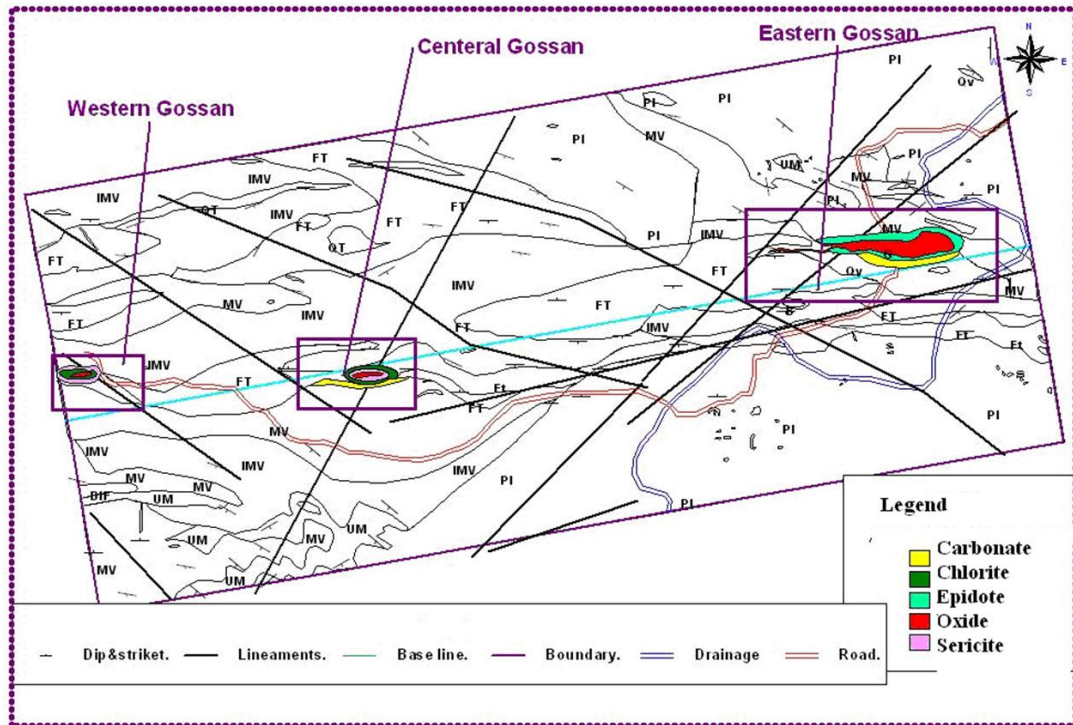 Eastern Gossan
Centeral Gossan
Western Gossan
N
A E
S
PI
Qv
PI PI PI
MV
PI
UM
PI
FT
IMV
MV
PI
IMV
FT
QT
IMV
FT
FT
QT
PI
IMV
MV
FT
FT
IMV
FT
Qv
MV
MV
IMV
FT
FT
IMV
FT
B
FT
Ft
Ft
IMV
FT
Ft
FT
MV
PI
PI
IMV
IMV
IMV
PI
MV
MV
DIF
UM
PI
UM
UM
MV
MV
UM
Legend
Carbonate
Chlorite
Epidote
Oxide
Sericite
Dip&striket. Lineaments. Base line. Boundary. Drainage Road.